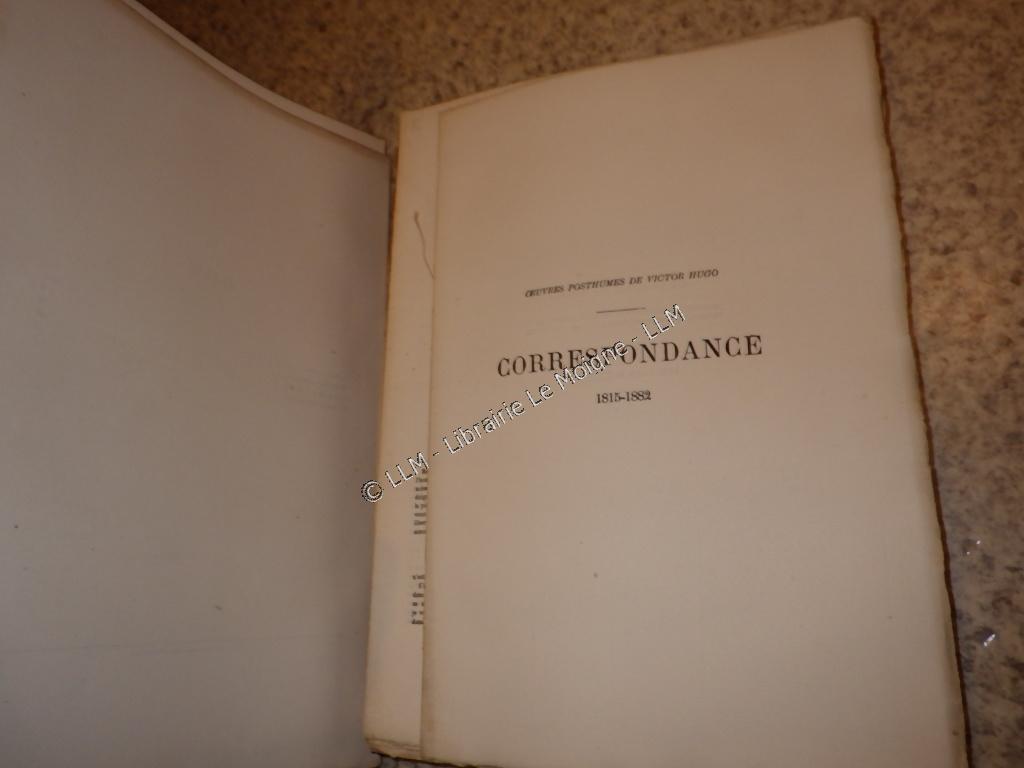 ŒUVRES POSTHUMES DE VICTOR HUGO
CORRESPONDANCE
1815-1882
© LLM - Librairie Le Moigne - LLM